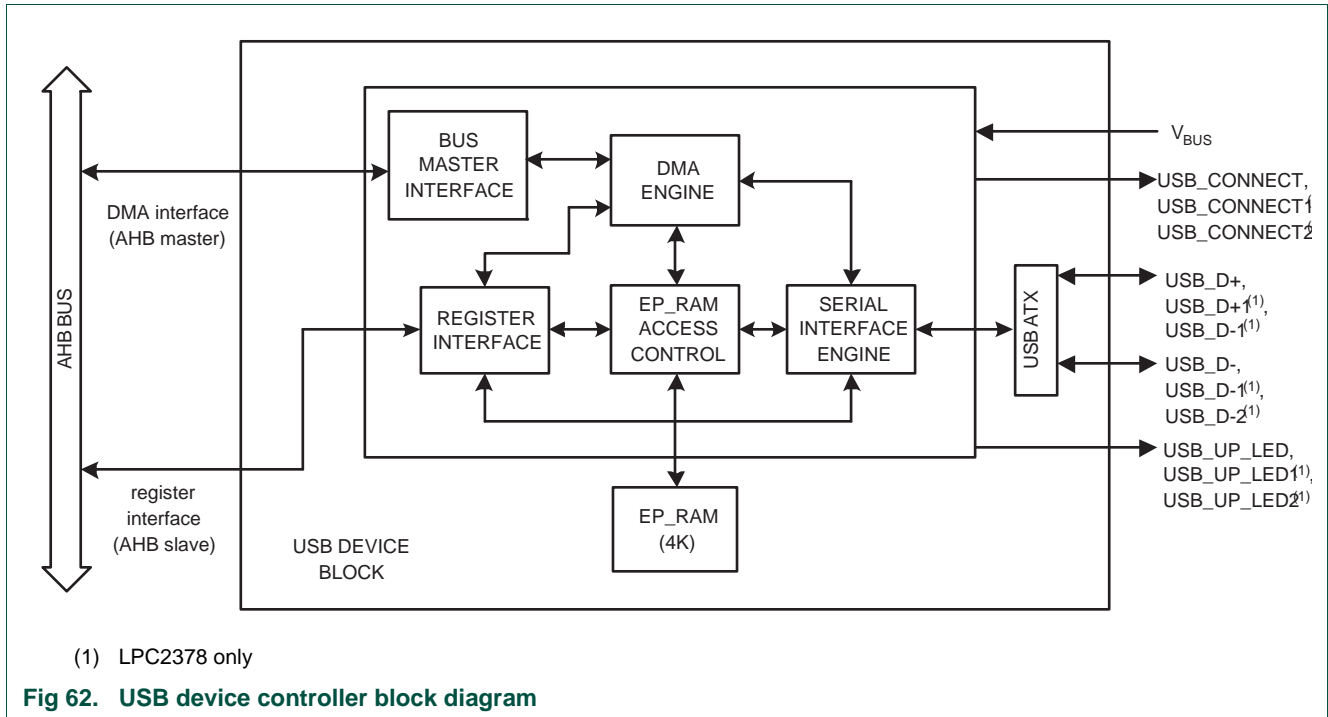 AHB BUS
DMA interface
(AHB master)
register
interface
(AHB slave)
USB DEVICE
BLOCK
BUS
MASTER
INTERFACE
DMA
ENGINE
REGISTER
INTERFACE
EP_RAM
ACCESS
CONTROL
SERIAL
INTERFACE
ENGINE
EP_RAM
(4K)
USB ATX
VBUS
USB_CONNECT,
USB_CONNECT1(
USB_CONNECT2(
USB_D+,
USB_D+1(1),
USB_D-1(1)
USB_D-,
USB_D-1(1),
USB_D-2(1)
USB_UP_LED,
USB_UP_LED1(1),
USB_UP_LED2(1)
(1) LPC2378 only
Fig 62. USB device controller block diagram